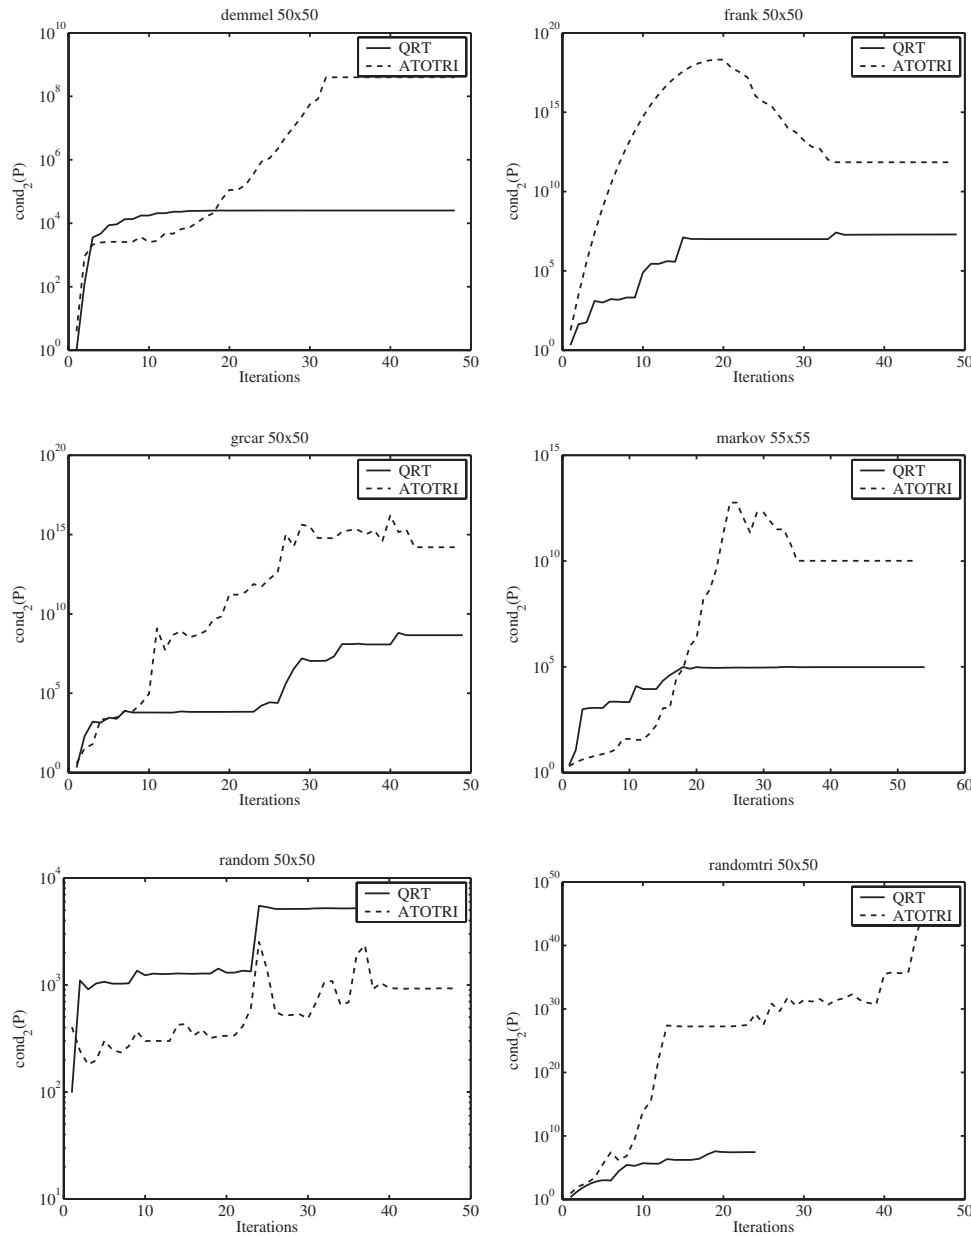 demmel 50x50
10^10
10^8
10^6
10^4
10^2
10^0
cond_2(P)
QRT
ATOTRI
0 10 20 30 40 50
Iterations
frank 50x50
10^20
10^15
10^10
10^5
10^0
cond_2(P)
QRT
ATOTRI
0 10 20 30 40 50
Iterations
grcar 50x50
10^20
10^15
10^10
10^5
10^0
cond_2(P)
QRT
ATOTRI
0 10 20 30 40 50
Iterations
markov 55x55
10^15
10^10
10^5
10^0
cond_2(P)
QRT
ATOTRI
0 10 20 30 40 50 60
Iterations
random 50x50
10^4
10^3
10^2
10^1
cond_2(P)
QRT
ATOTRI
0 10 20 30 40 50
Iterations
randomtri 50x50
10^50
10^40
10^30
10^20
10^10
10^0
cond_2(P)
QRT
ATOTRI
0 10 20 30 40 50
Iterations